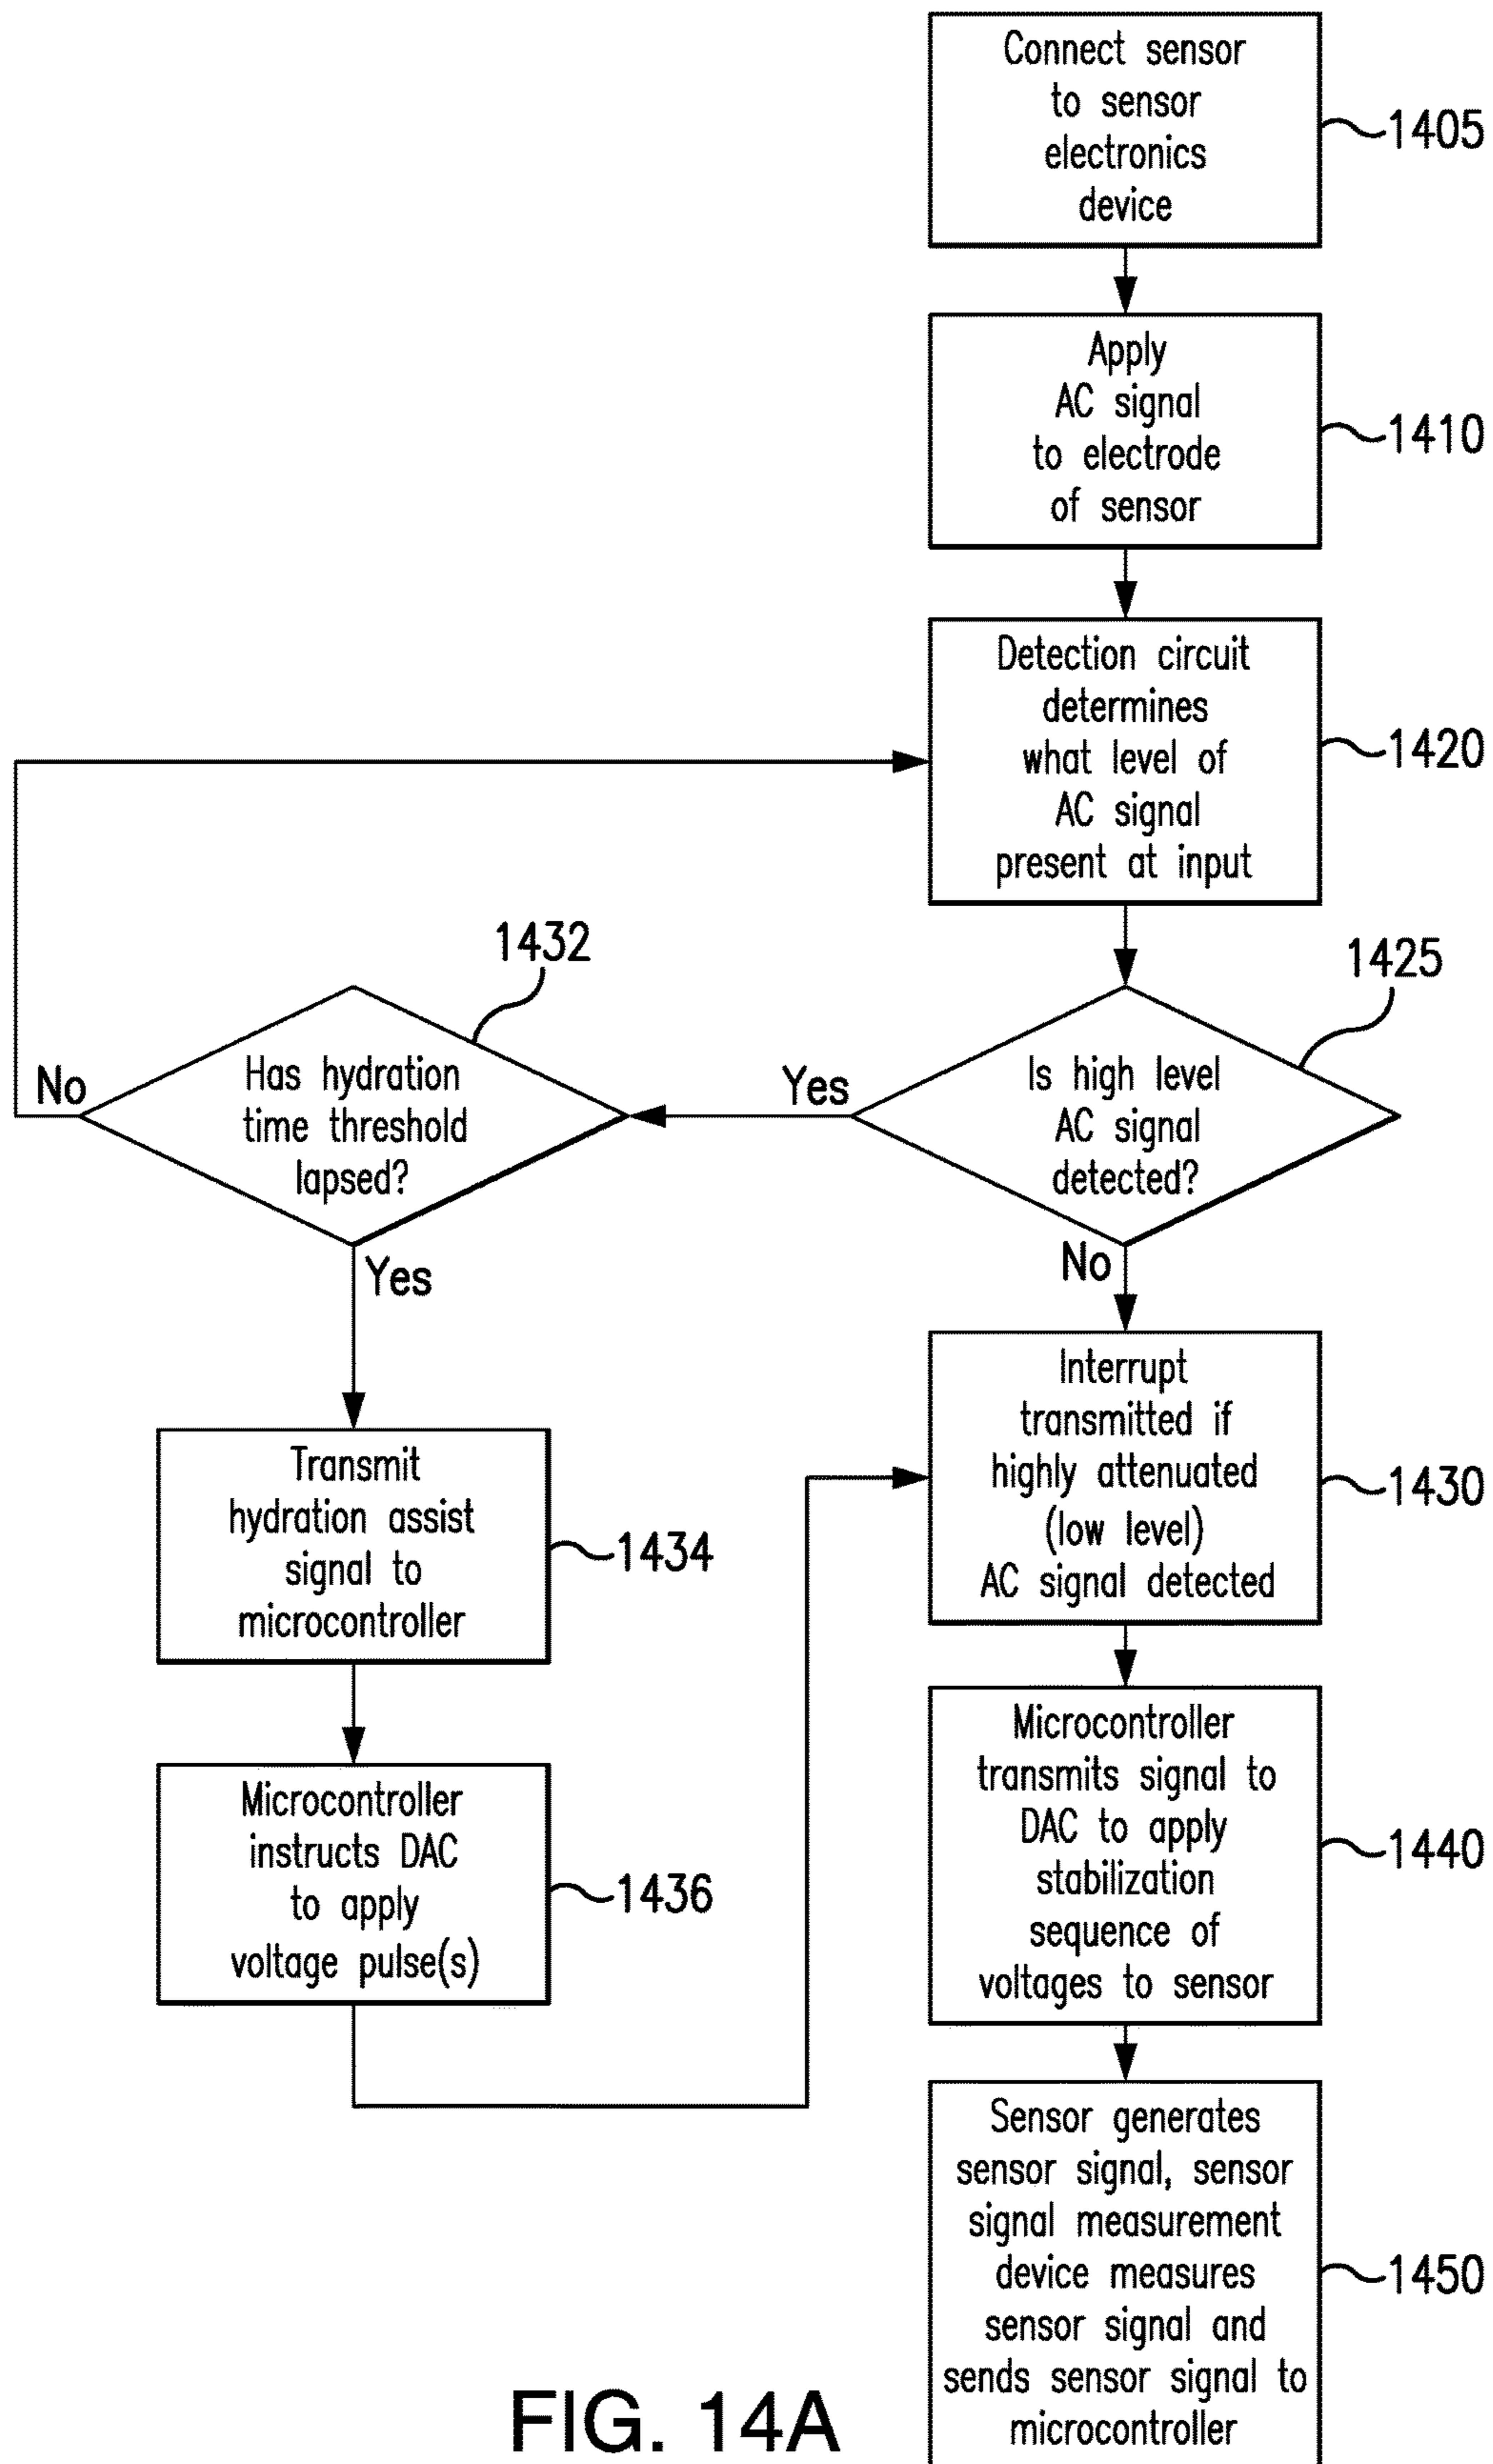 Connect sensor
to sensor
electronics
device
1405
Apply
AC signal
to electrode
of sensor
1410
Detection circuit
determines
what level of
AC signal
present at input
1420
1432
1425
No
Has hydration
time threshold
lapsed?
Yes
Is high level
AC signal
detected?
Yes
No
Interrupt
transmitted if
highly attenuated
(low level)
AC signal detected
1430
Transmit
hydration assist
signal to
microcontroller
1434
Microcontroller
instructs DAC
to apply
voltage pulse(s)
1436
Microcontroller
transmits signal to
DAC to apply
stabilization
sequence of
voltages to sensor
1440
Sensor generates
sensor signal, sensor
signal measurement
device measures
sensor signal and
sends sensor signal to
microcontroller
1450
FIG. 14A